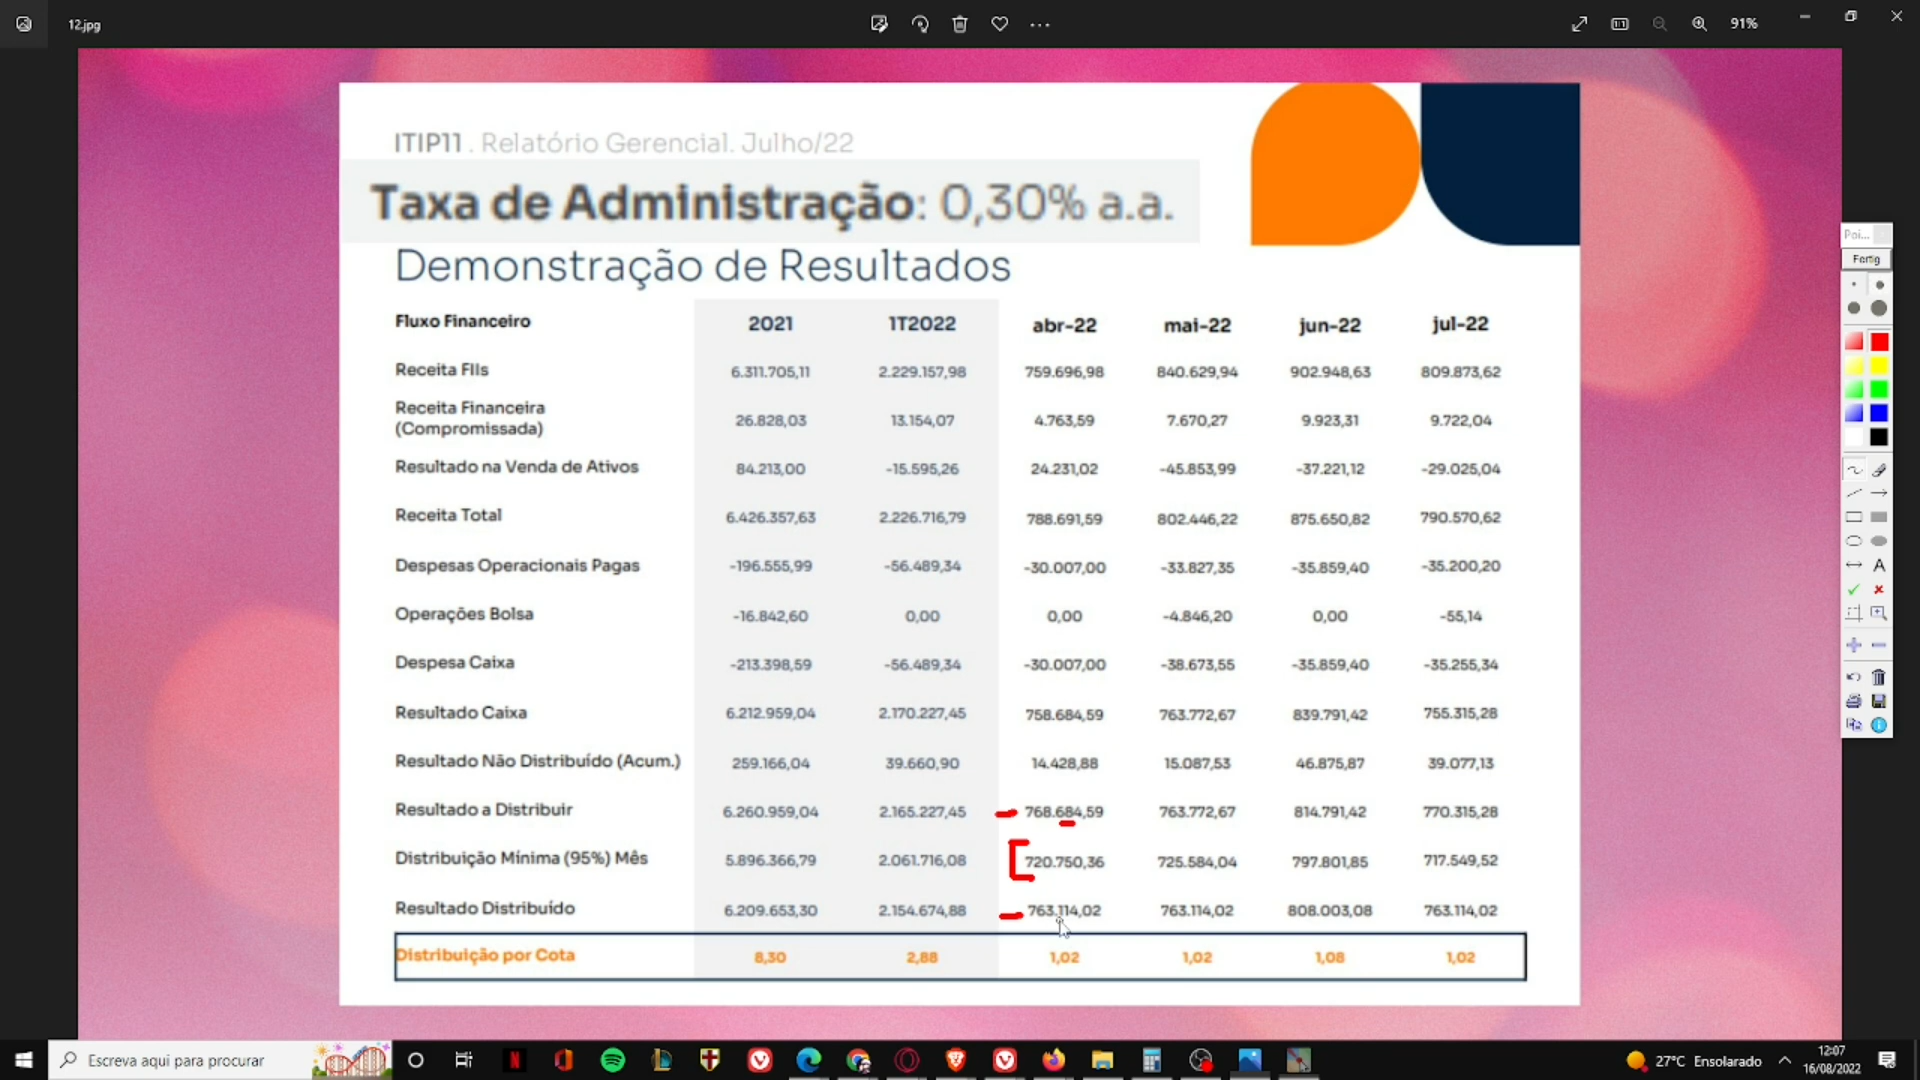 12.jpg
91%
ITIP11 . Relatório Gerencial. Julho/22
Taxa de Administração: 0,30% a.a.
Demonstração de Resultados
Fluxo Financeiro 2021 1T2022 abr-22 mai-22 jun-22 jul-22
Receita FIIs 6.311.705,11 2.229.157,98 759.696,98 840.629,94 902.948,63 809.873,62
Receita Financeira
(Compromissada) 26.828,03 13.154,07 4.763,59 7.670,27 9.923,31 9.722,04
Resultado na Venda de Ativos 84.213,00 -15.595,26 24.231,02 -45.853,99 -37.221,12 -29.025,04
Receita Total 6.426.357,63 2.226.716,79 788.691,59 802.446,22 875.650,82 790.570,62
Despesas Operacionais Pagas -196.555,99 -56.489,34 -30.007,00 -33.827,35 -35.859,40 -35.200,20
Operações Bolsa -16.842,60 0,00 0,00 -4.846,20 0,00 -55,14
Despesa Caixa -213.398,59 -56.489,34 -30.007,00 -38.673,55 -35.859,40 -35.255,34
Resultado Caixa 6.212.959,04 2.170.227,45 758.684,59 763.772,67 839.791,42 755.315,28
Resultado Não Distribuído (Acum.) 259.166,04 39.660,90 14.428,88 15.087,53 46.875,87 39.077,13
Resultado a Distribuir 6.260.959,04 2.165.227,45 768.684,59 763.772,67 814.791,42 770.315,28
Distribuição Mínima (95%) Mês 5.896.366,79 2.061.716,08 720.750,36 725.584,04 797.801,85 717.549,52
Resultado Distribuído 6.209.653,30 2.154.674,88 763.114,02 763.114,02 808.003,08 763.114,02
Distribuição por Cota 8,30 2,88 1,02 1,02 1,08 1,02
Poi...
Fertig
A
Escreva aqui para procurar
27°C Ensolarado
12:07
16/08/2022